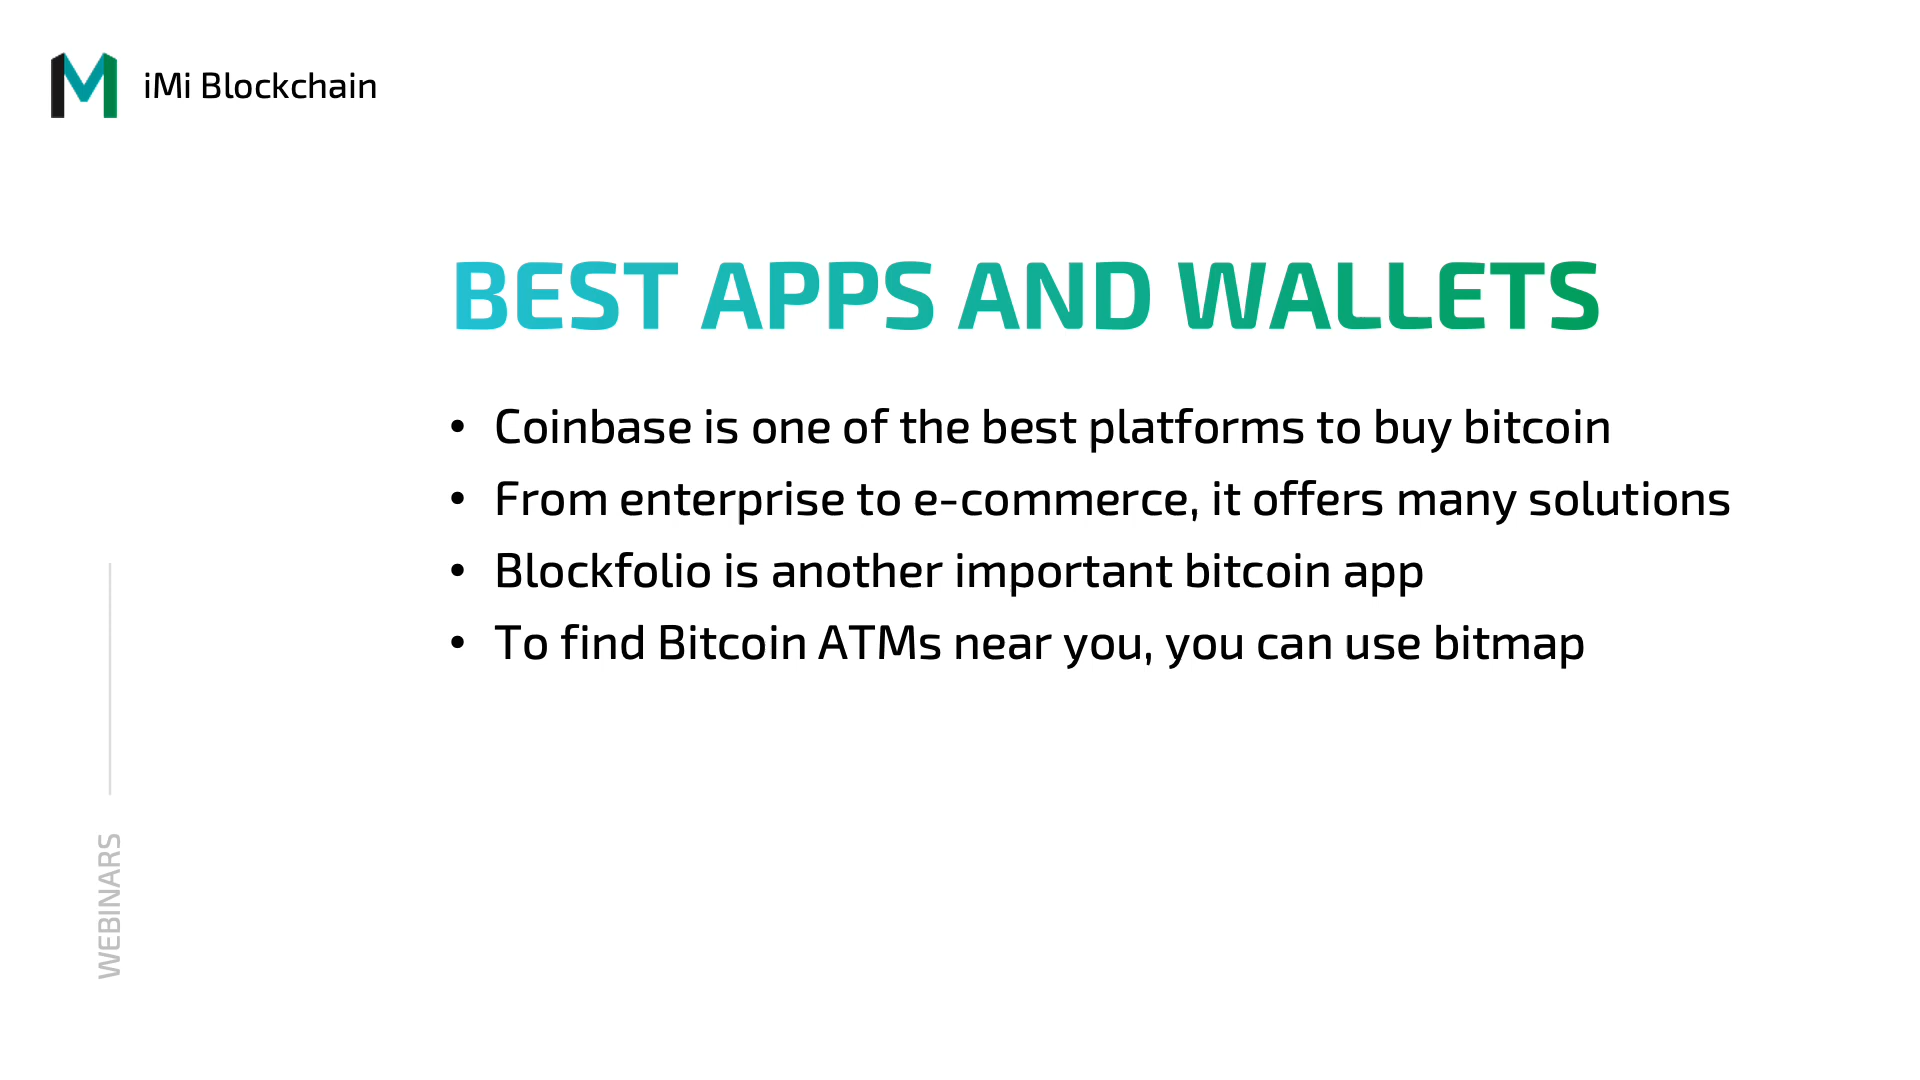 iMi Blockchain
BEST APPS AND WALLETS
• Coinbase is one of the best platforms to buy bitcoin
• From enterprise to e-commerce, it offers many solutions
• Blockfolio is another important bitcoin app
• To find Bitcoin ATMs near you, you can use bitmap
WEBINARS